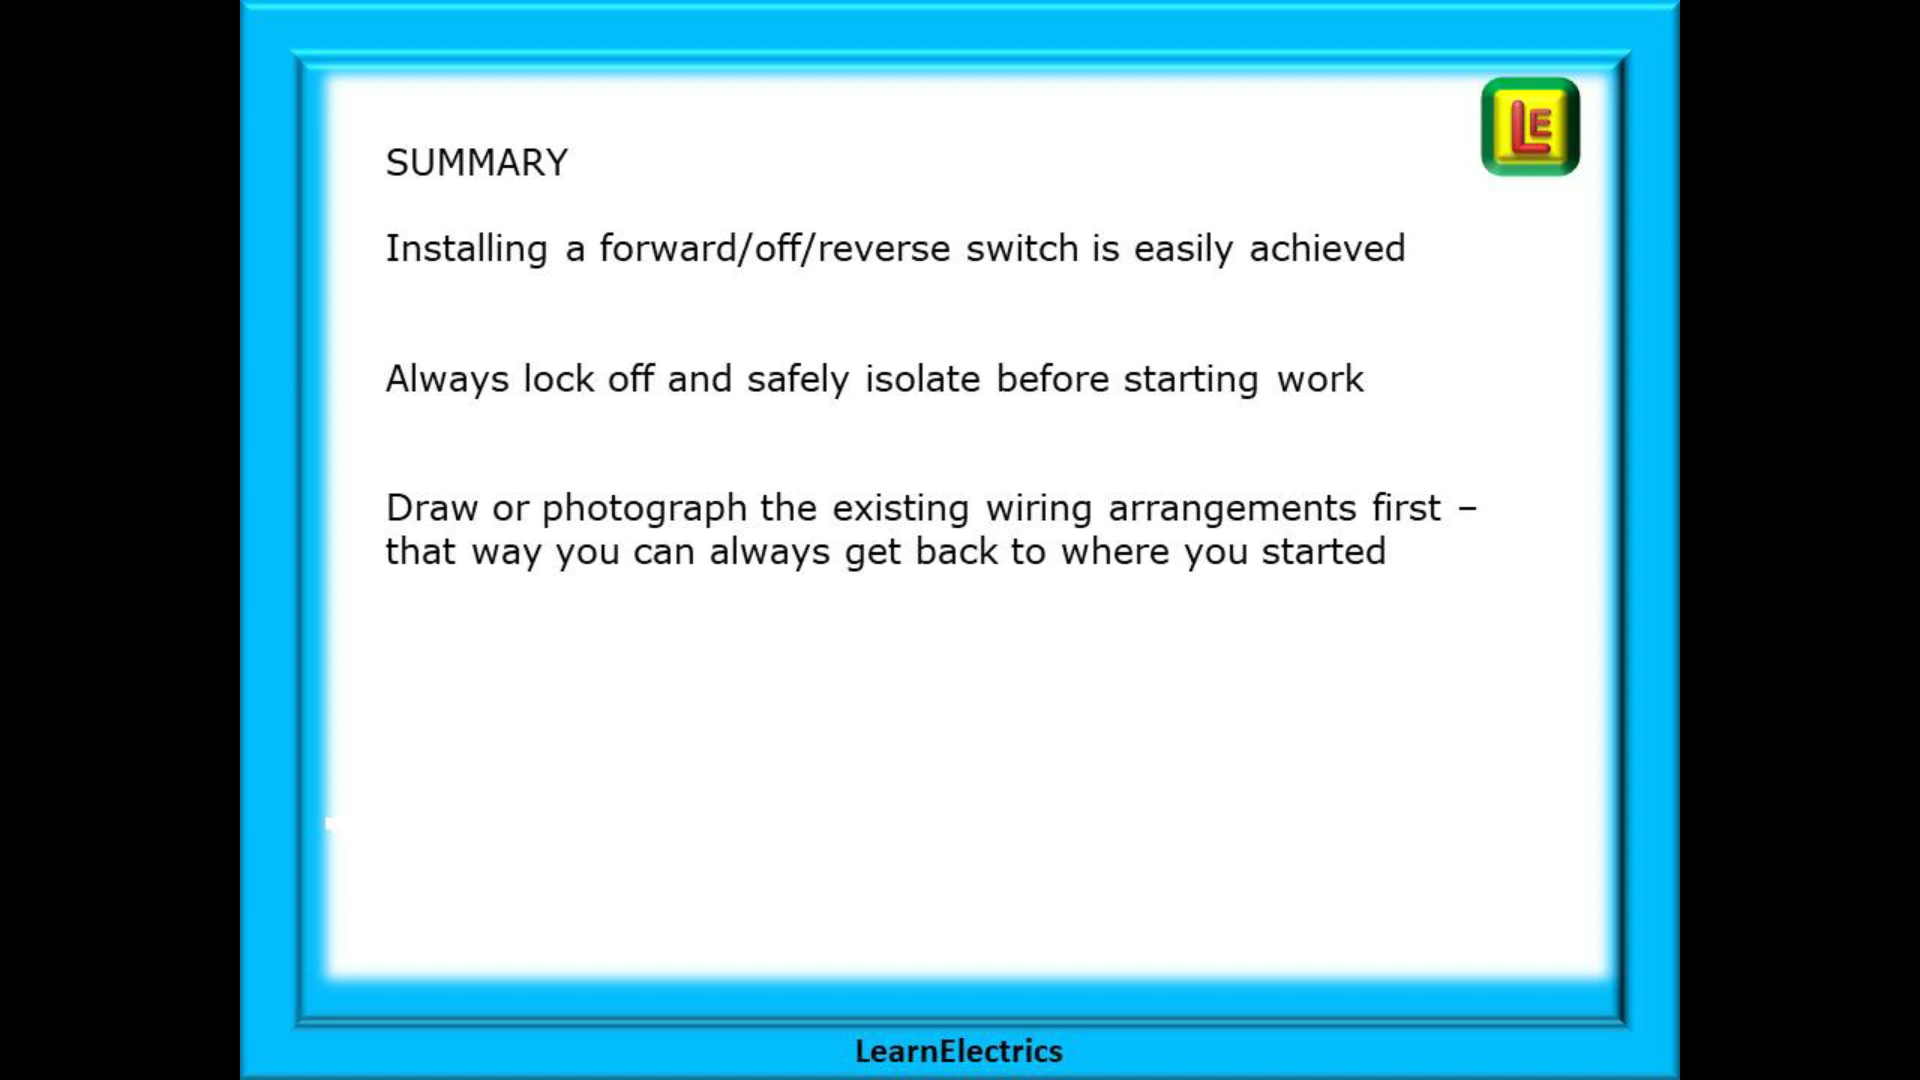 LE
SUMMARY
Installing a forward/off/reverse switch is easily achieved
Always lock off and safely isolate before starting work
Draw or photograph the existing wiring arrangements first –
that way you can always get back to where you started
LearnElectrics